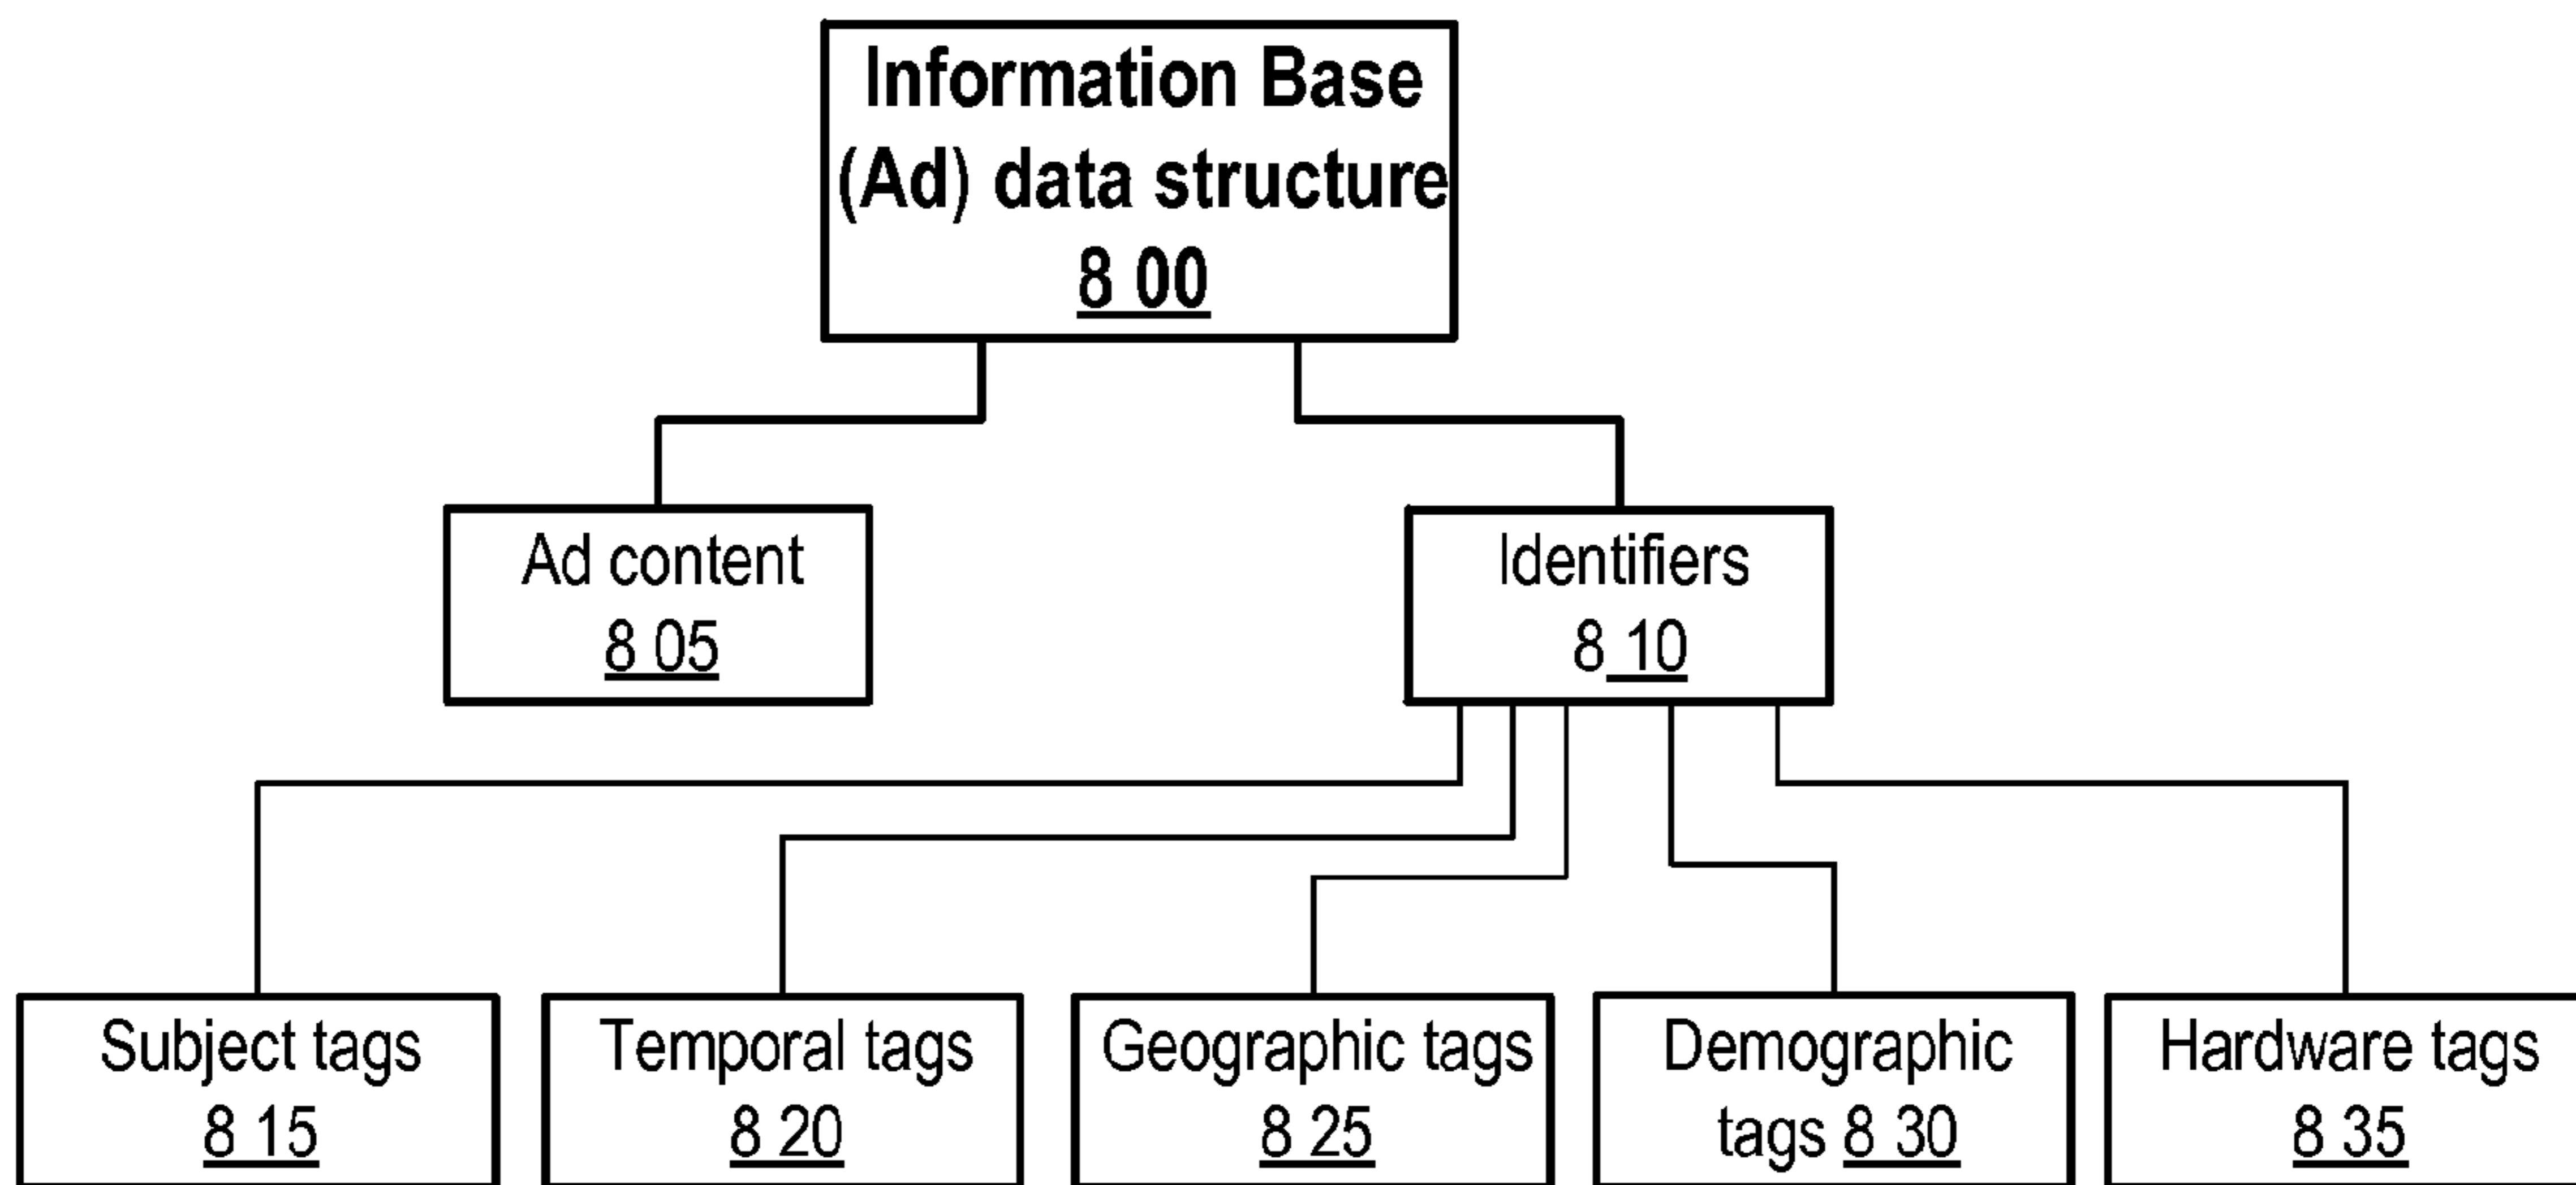 Information Base
(Ad) data structure
8 00
Ad content
8 05
Identifiers
8 10
Subject tags
8 15
Temporal tags
8 20
Geographic tags
8 25
Demographic
tags 8 30
Hardware tags
8 35